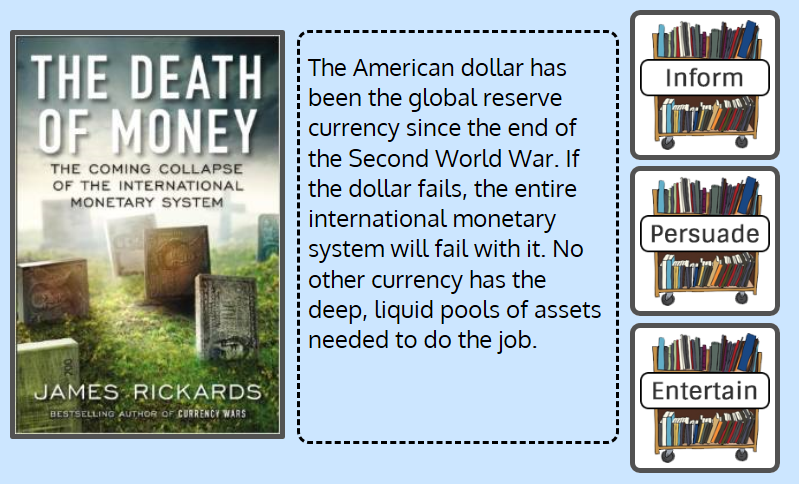 THE DEATH
OF MONEY
THE COMING COLLAPSE
OF THE INTERNATIONAL
MONETARY SYSTEM
JAMES RICKARDS
BESTSELLING AUTHOR OF CURRENCY WARS
The American dollar has
been the global reserve
currency since the end of
the Second World War. If
the dollar fails, the entire
international monetary
system will fail with it. No
other currency has the
deep, liquid pools of assets
needed to do the job.
Inform
Persuade
Entertain